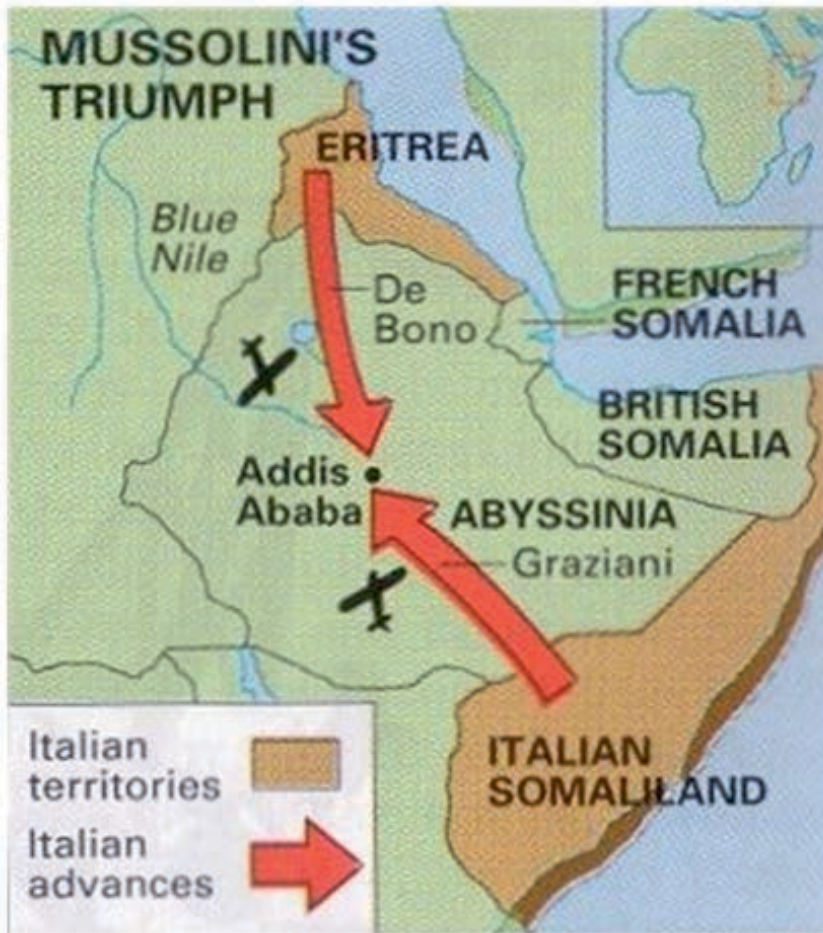 MUSSOLINI'S
TRIUMPH
ERITREA
Blue
Nile
De
Bono
FRENCH
SOMALIA
BRITISH
SOMALIA
Addis
Ababa
ABYSSINIA
Graziani
ITALIAN
SOMALILAND
Italian
territories
Italian
advances